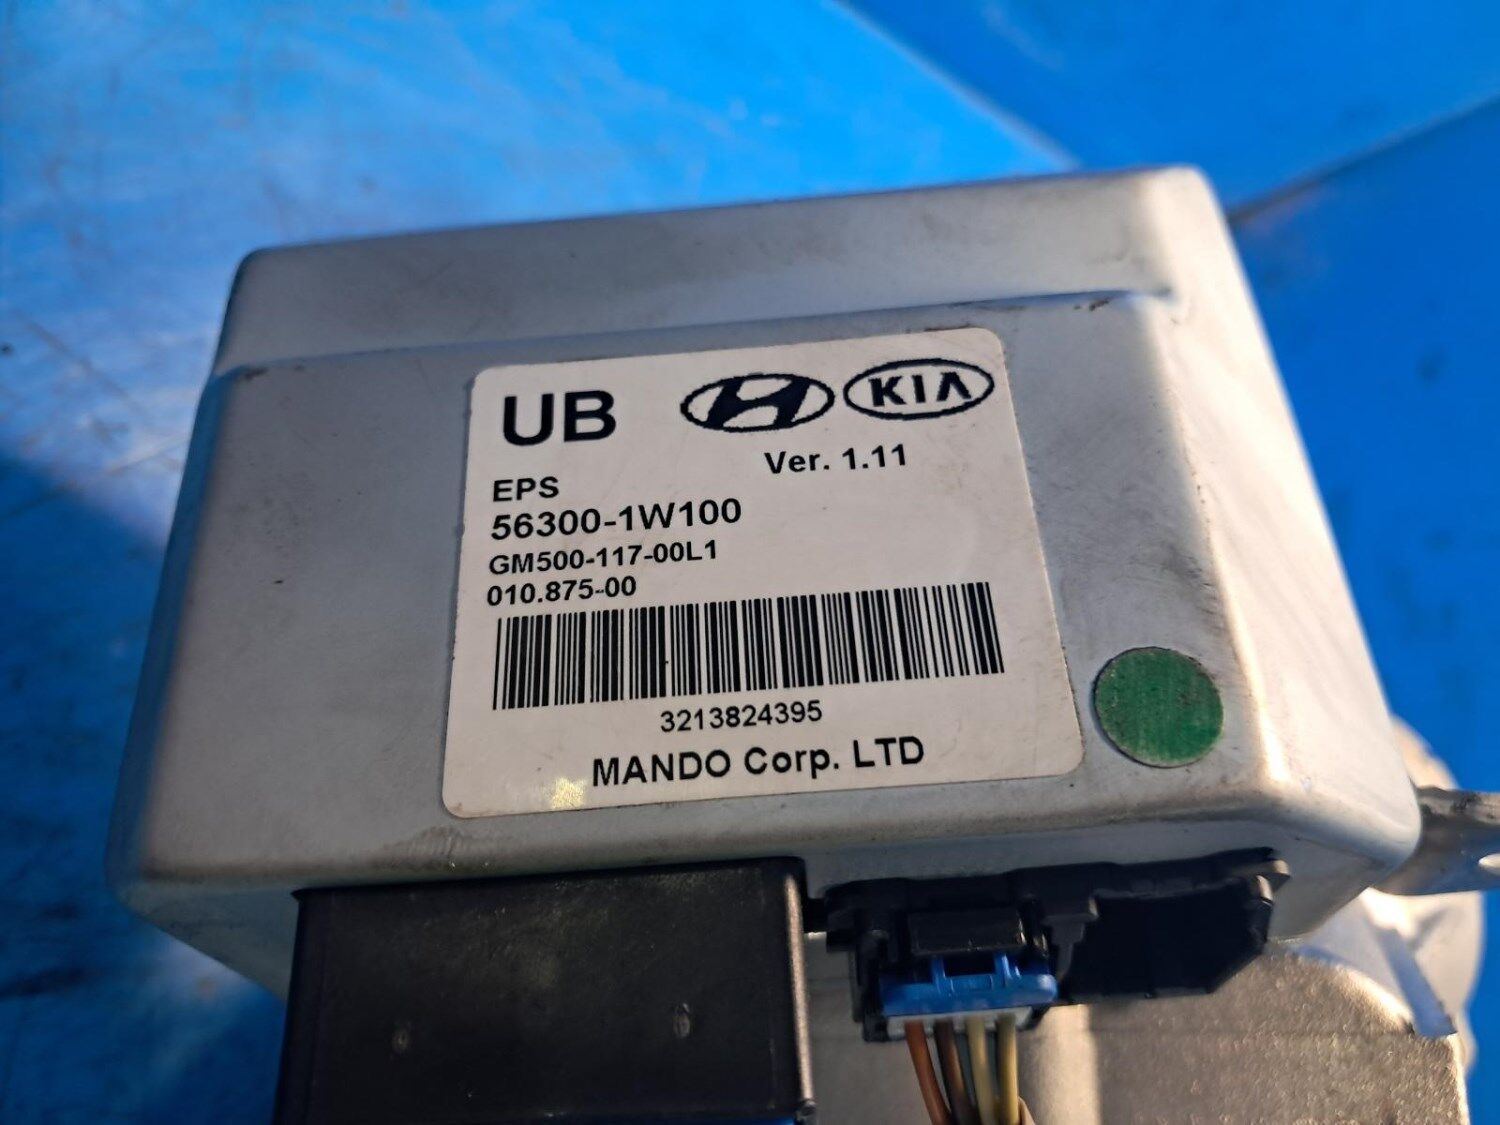 UB KIA
Ver. 1.11
EPS
56300-1W100
GM500-117-00L1
010.875-00
3213824395
MANDO Corp. LTD